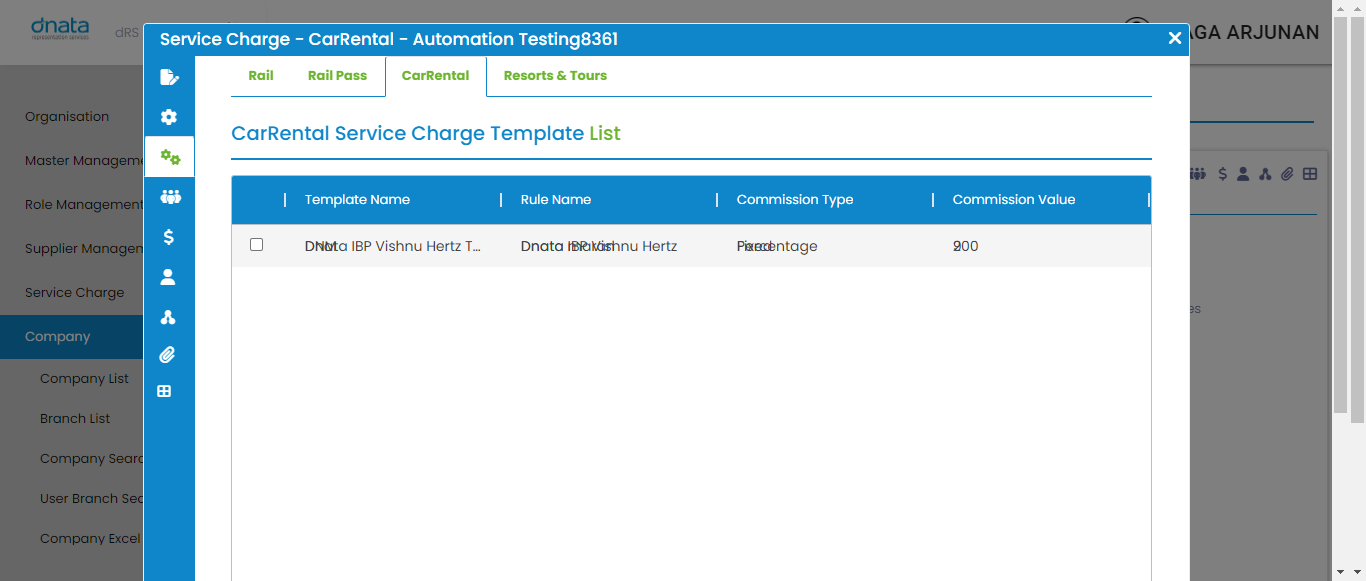 dnata
representation services
dRS
Service Charge - CarRental - Automation Testing8361
AGA ARJUNAN
Rail
Rail Pass
CarRental
Resorts & Tours
Organisation
Master Manageme
Role Management
Supplier Managem
Service Charge
Company
Company List
Branch List
Company Searc
User Branch Sea
Company Excel
CarRental Service Charge Template List
Template Name
Rule Name
Commission Type
Commission Value
Dnata IBP Vishnu Hertz T...
Dnata IBP Vishnu Hertz
Percentage
Fixed
200
es